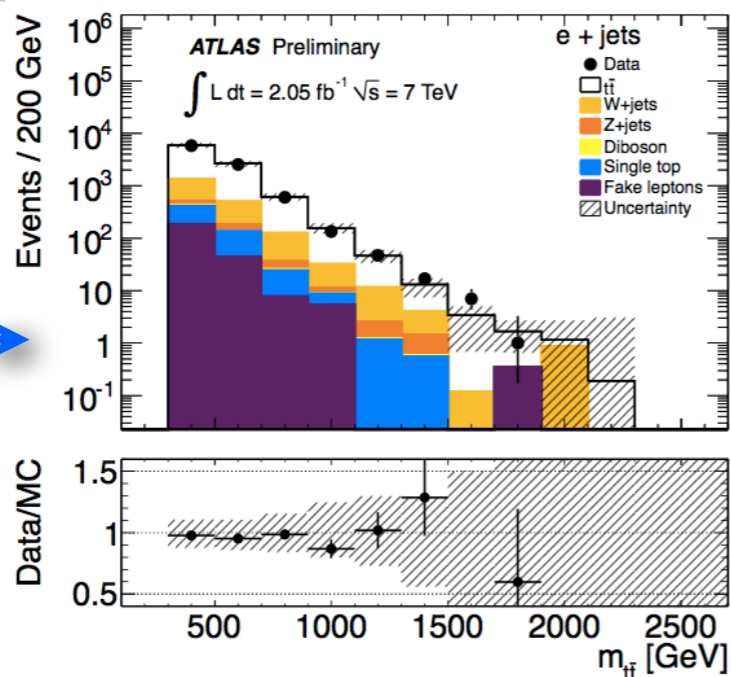 Events / 200 GeV
10⁶
10⁵
10⁴
10³
10²
10
1
10⁻¹
ATLAS Preliminary
∫ L dt = 2.05 fb⁻¹ √s = 7 TeV
e + jets
Data
tt̄
W+jets
Z+jets
Diboson
Single top
Fake leptons
Uncertainty
Data/MC
1.5
1
0.5
500 1000 1500 2000 2500
m_tt̄ [GeV]